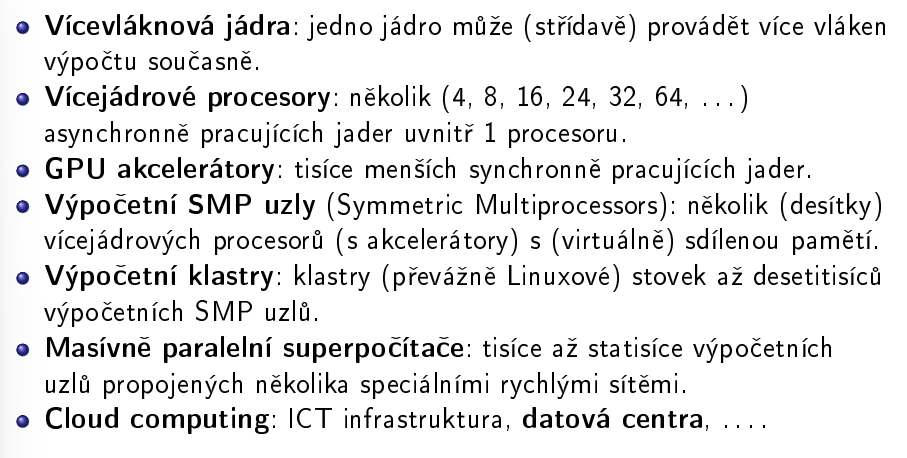 Vícevláknová jádra: jedno jádro může (střídavě) provádět více vláken
výpočtu současně.
Vícejádrové procesory: několik (4, 8, 16, 24, 32, 64, ...)
asynchronně pracujících jader uvnitř 1 procesoru.
GPU akcelerátory: tisíce menších synchronně pracujících jader.
Výpočetní SMP uzly (Symmetric Multiprocessors): několik (desítky)
vícejádrových procesorů (s akcelerátory) s (virtuálně) sdílenou pamětí.
Výpočetní klastry: klastry (převážně Linuxové) stovek až desetitisíců
výpočetních SMP uzlů.
Masívně paralelní superpočítače: tisíce až statisíce výpočetních
uzlů propojených několika speciálními rychlými sítěmi.
Cloud computing: ICT infrastruktura, datová centra, ....